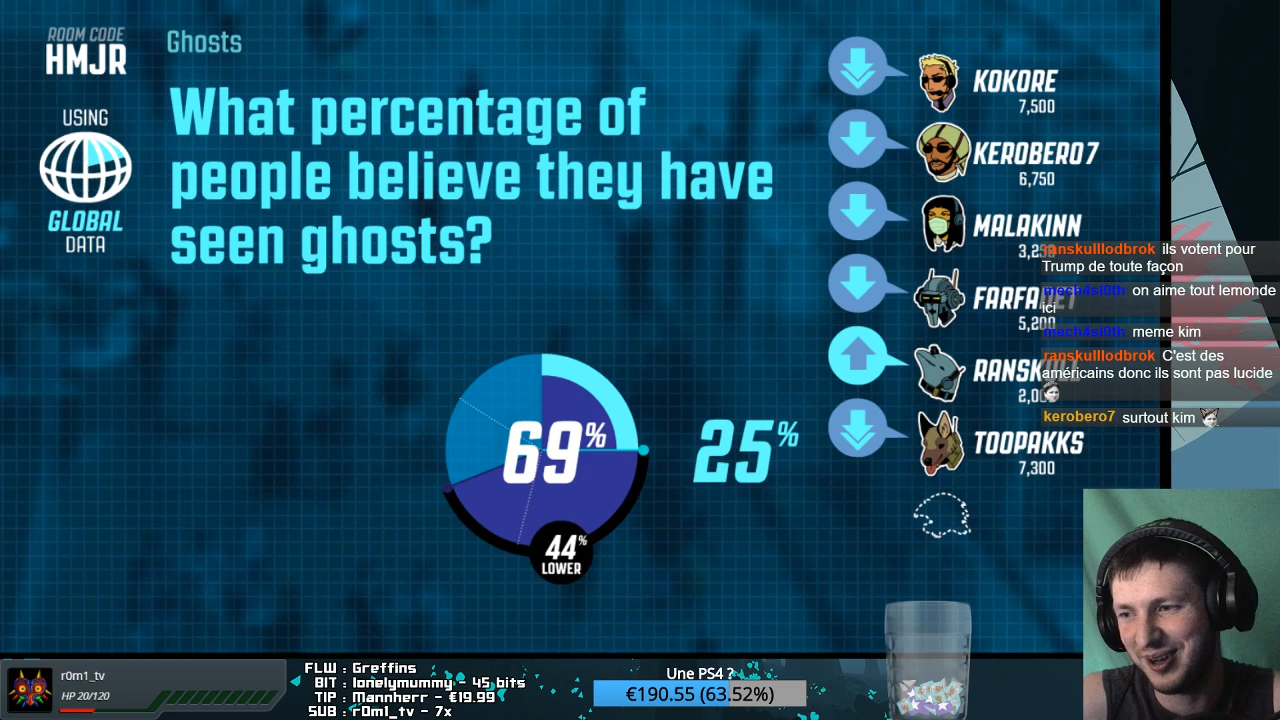 ROOM CODE
HMJR
USING
GLOBAL
DATA
Ghosts
What percentage of
people believe they have
seen ghosts?
69%
25%
44%
LOWER
KOKORE
7,500
KEROBERO7
6,750
MALAKINN
FARFA
RANSK
TOOPAKKS
7,300
ranskulllodbrok ils votent pour
Trump de toute façon
mech4sl0th on aime tout lemonde
ici
mech4sl0th meme kim
ranskulllodbrok C'est des
américains donc ils sont pas lucide
kerobero7 surtout kim
r0m1_tv
HP 20/120
FLW : Greffins
BIT : lonelymummy - 45 bits
TIP : Mannherr - €19.99
SUB : r0m1_tv - 7x
Une PS4 ?
€190.55 (63.52%)